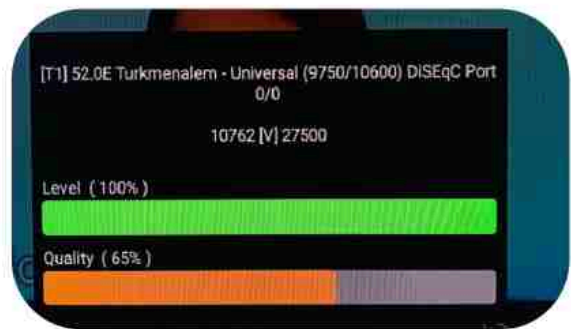 [T1] 52.0E Turkmenalem - Universal (9750/10600) DiSEqC Port
0/0
10762 [V] 27500
Level ( 100% )
Quality ( 65% )